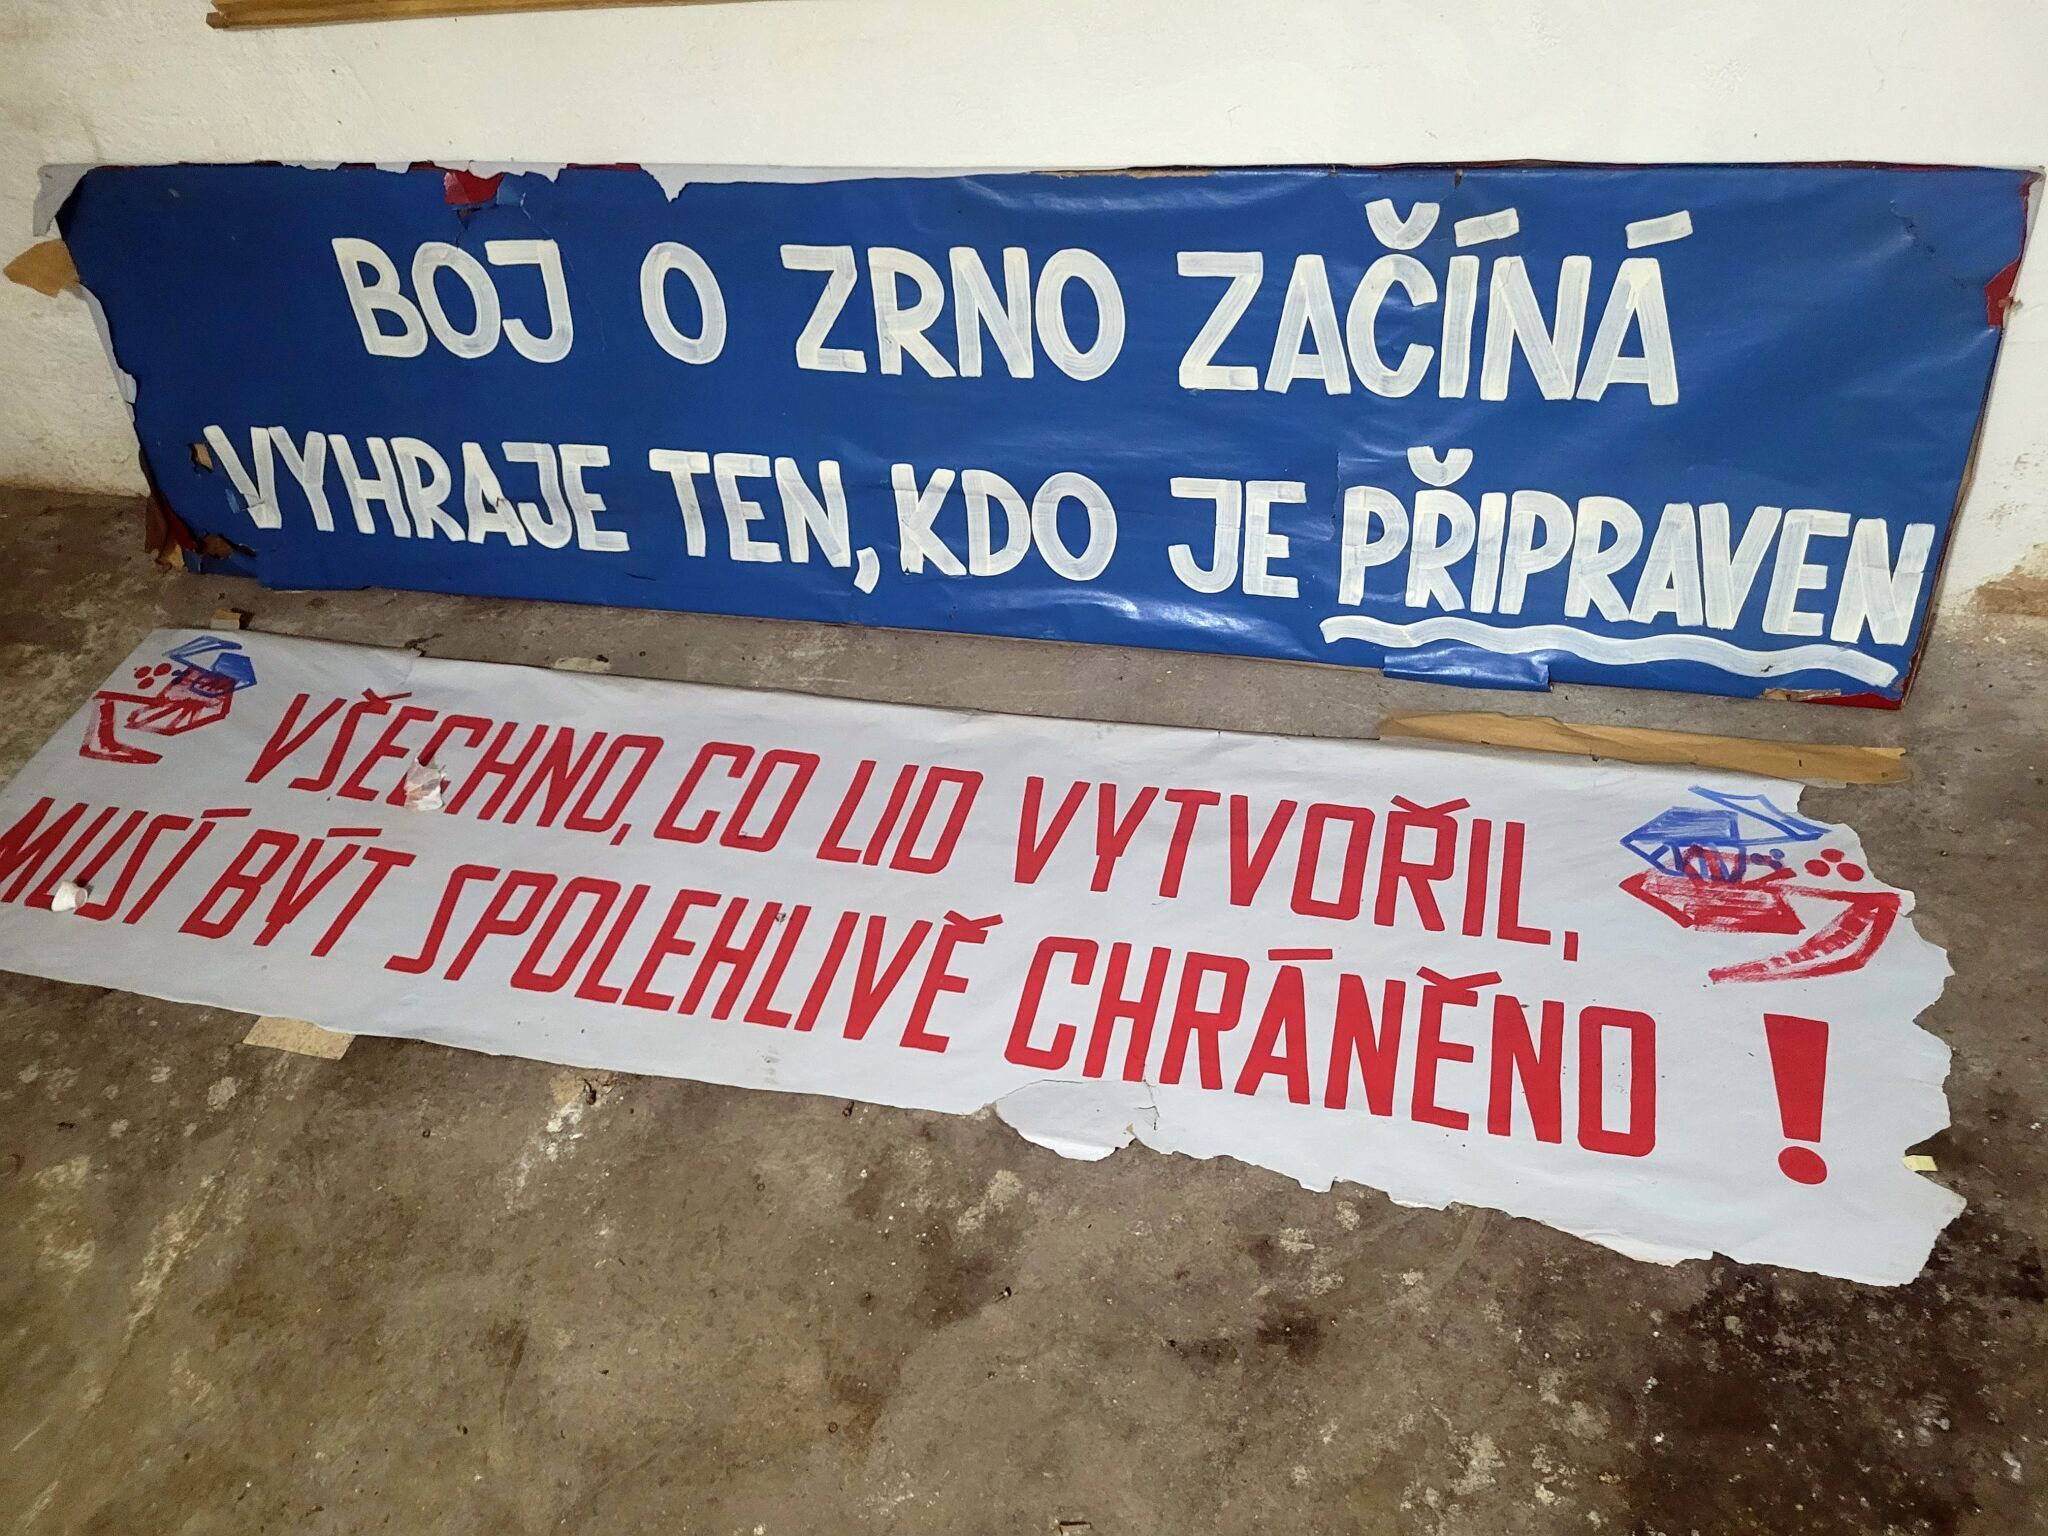 BOJ O ZRNO ZAČÍNÁ
VYHRAJE TEN, KDO JE PŘIPRAVEN
VŠECHNO, CO LID VYTVOŘIL,
MUSÍ BÝT SPOLEHLIVĚ CHRÁNĚNO !